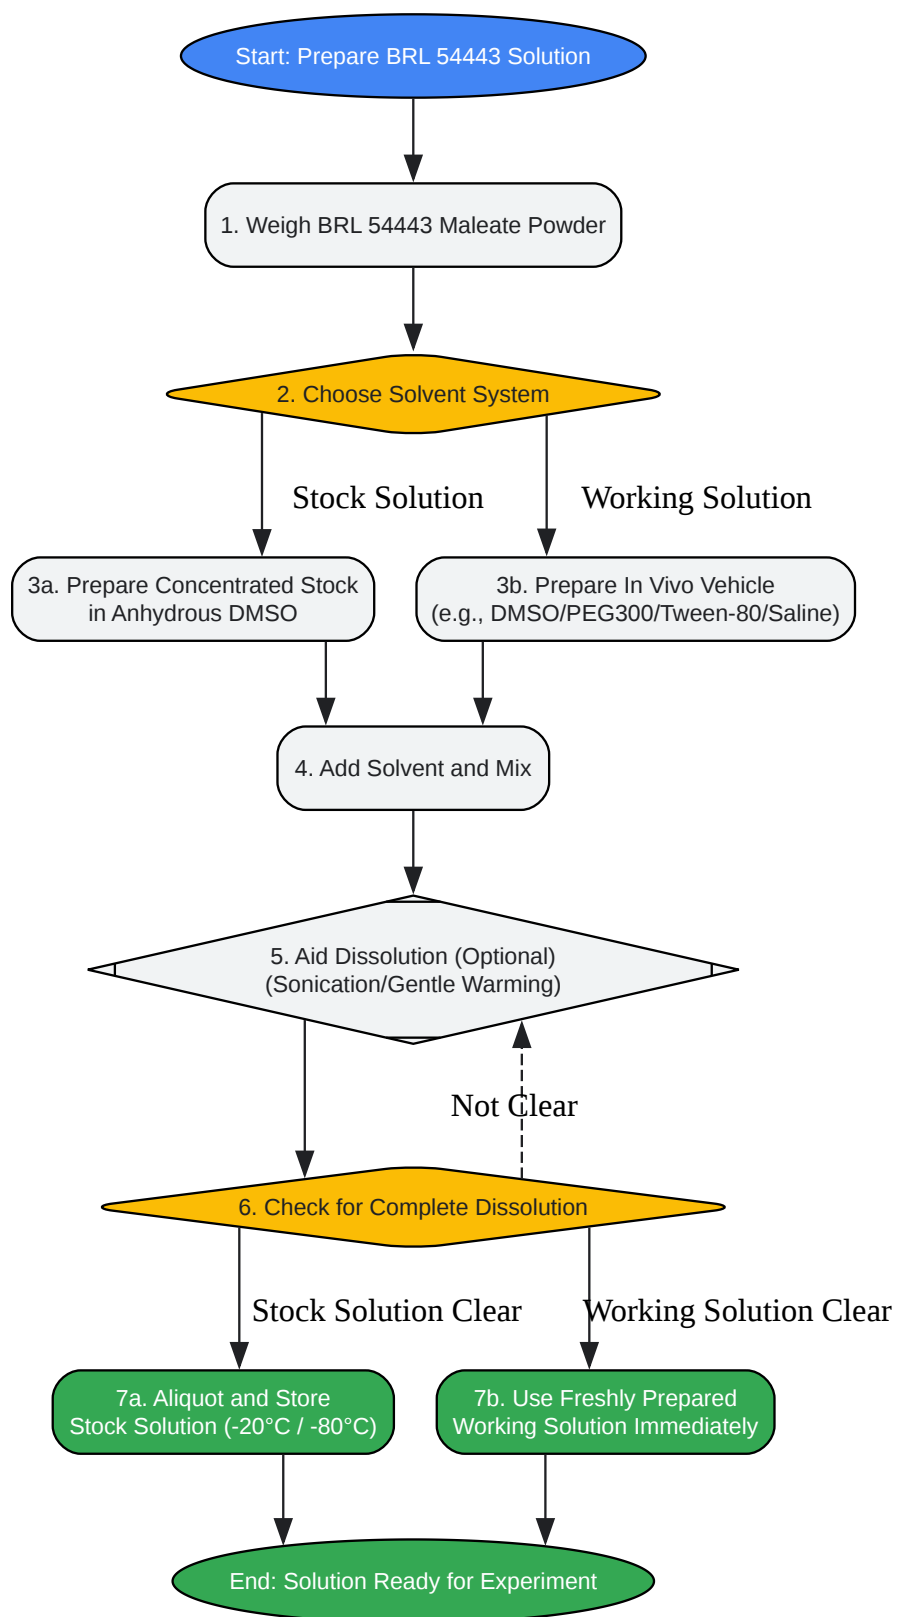 Start: Prepare BRL 54443 Solution
1. Weigh BRL 54443 Maleate Powder
2. Choose Solvent System
Stock Solution
Working Solution
3a. Prepare Concentrated Stock
in Anhydrous DMSO
3b. Prepare In Vivo Vehicle
(e.g., DMSO/PEG300/Tween-80/Saline)
4. Add Solvent and Mix
5. Aid Dissolution (Optional)
(Sonication/Gentle Warming)
Not Clear
6. Check for Complete Dissolution
Stock Solution Clear
Working Solution Clear
7a. Aliquot and Store
Stock Solution (-20°C / -80°C)
7b. Use Freshly Prepared
Working Solution Immediately
End: Solution Ready for Experiment